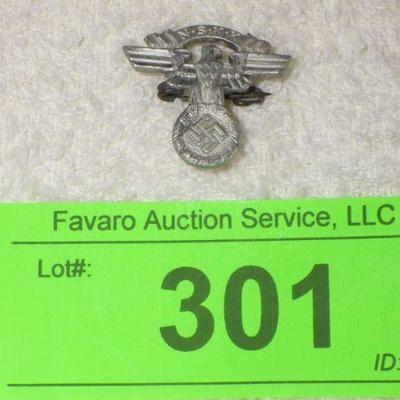 N.S.K.K
Favaro Auction Service, LLC
Lot#:
301
ID: